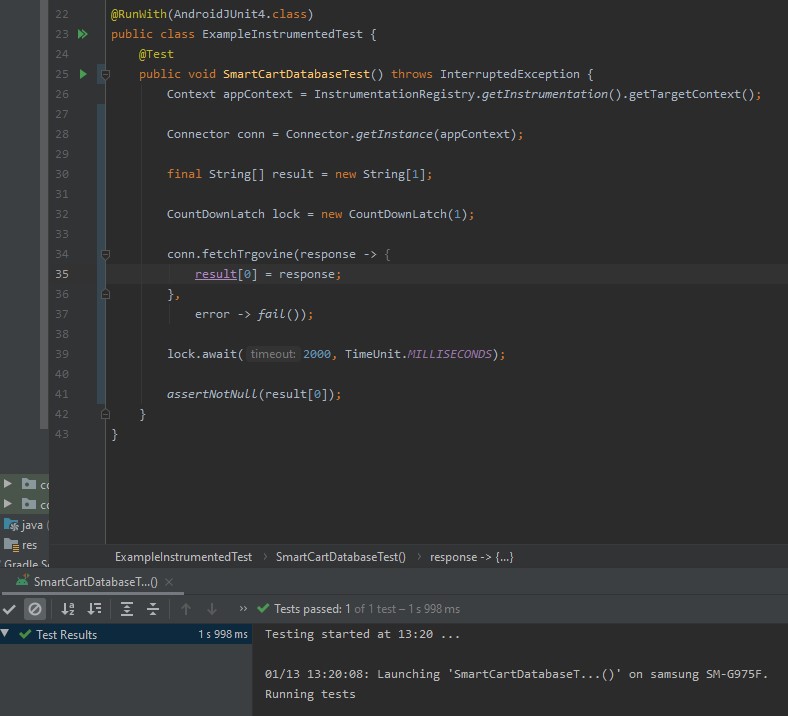 22 @RunWith(AndroidJUnit4.class)
23 public class ExampleInstrumentedTest {
24 @Test
25 public void SmartCartDatabaseTest() throws InterruptedException {
26 Context appContext = InstrumentationRegistry.getInstrumentation().getTargetContext();
27
28 Connector conn = Connector.getInstance(appContext);
29
30 final String[] result = new String[1];
31
32 CountDownLatch lock = new CountDownLatch(1);
33
34 conn.fetchTrgovine(response -> {
35 result[0] = response;
36 },
37 error -> fail());
38
39 lock.await( timeout: 2000, TimeUnit.MILLISECONDS);
40
41 assertNotNull(result[0]);
42 }
43 }
co
co
java (
res
Gradle S
ExampleInstrumentedTest > SmartCartDatabaseTest() > response -> {...}
SmartCartDatabaseT...() ×
Tests passed: 1 of 1 test – 1 s 998 ms
Test Results 1 s 998 ms
Testing started at 13:20 ...
01/13 13:20:08: Launching 'SmartCartDatabaseT...()' on samsung SM-G975F.
Running tests